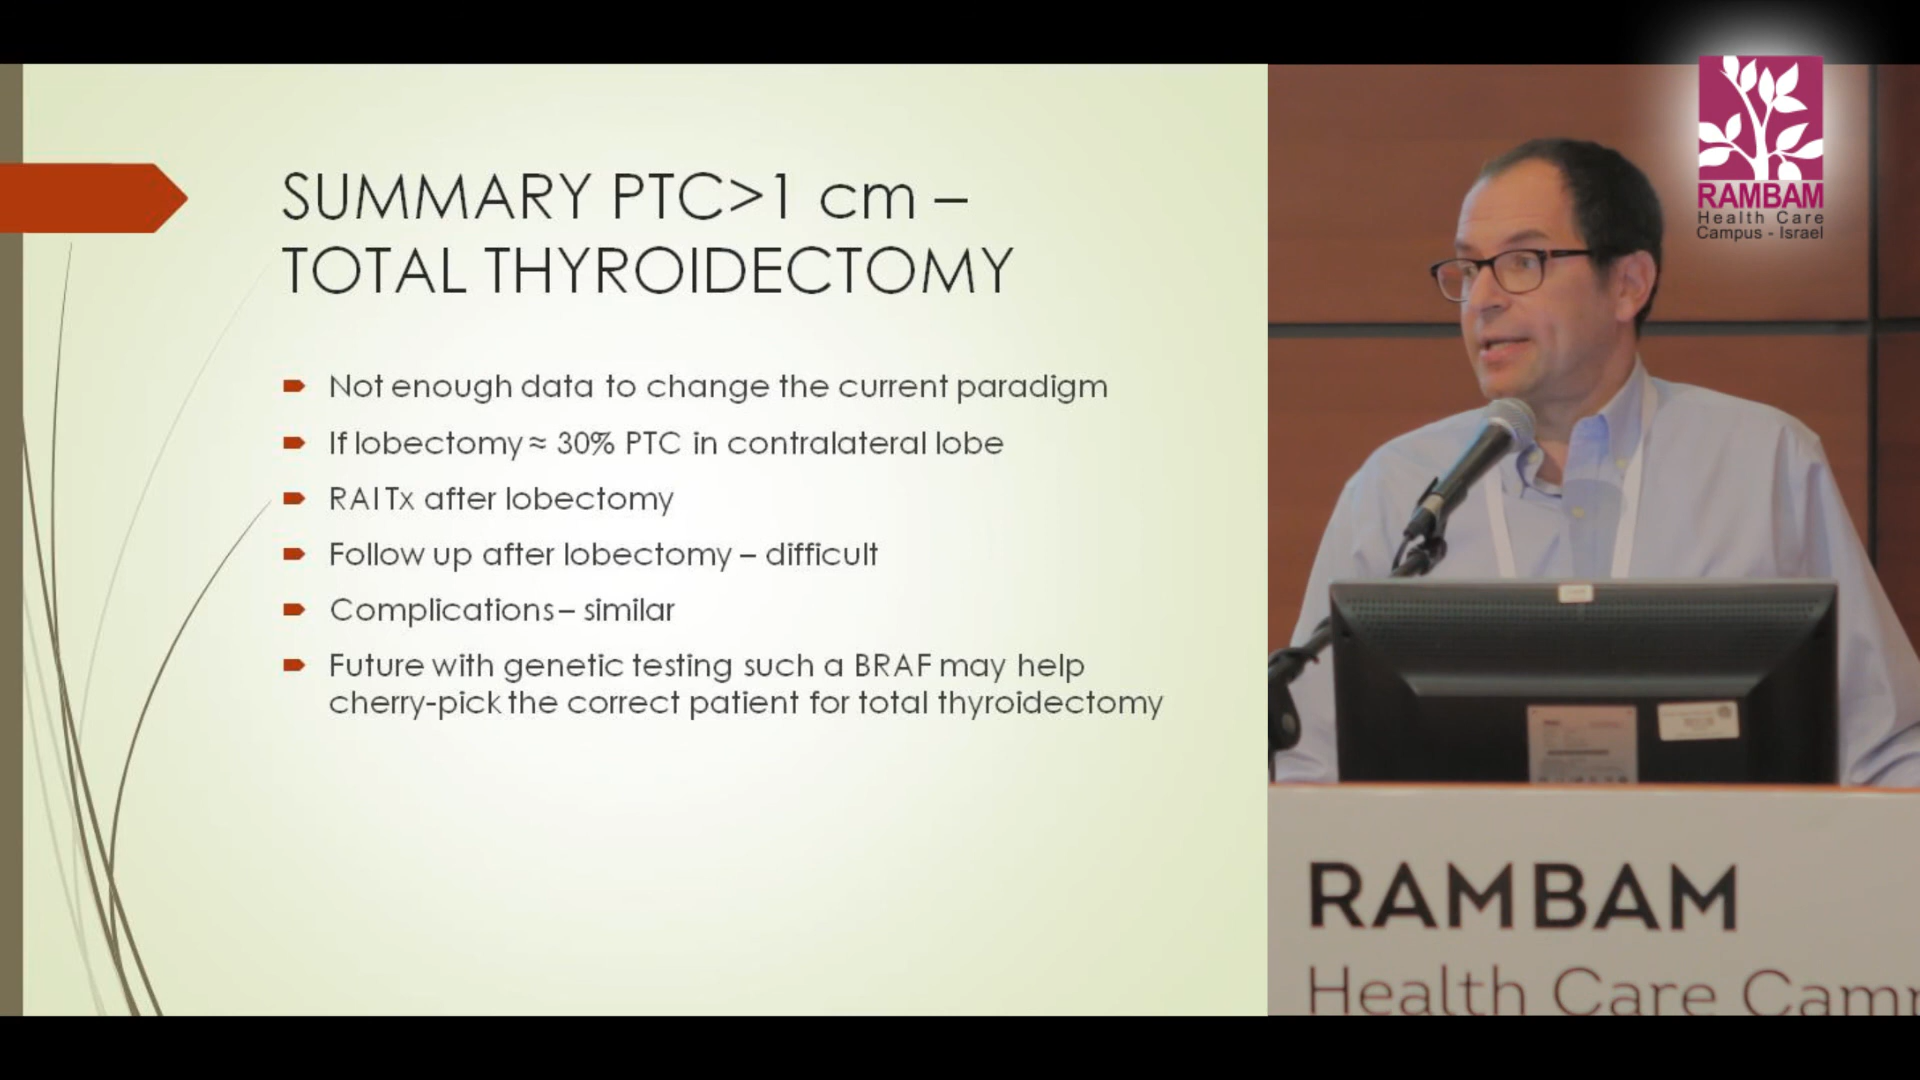 SUMMARY PTC>1 cm –
TOTAL THYROIDECTOMY
Not enough data to change the current paradigm
If lobectomy ≈ 30% PTC in contralateral lobe
RAI Tx after lobectomy
Follow up after lobectomy – difficult
Complications – similar
Future with genetic testing such a BRAF may help
cherry-pick the correct patient for total thyroidectomy
RAMBAM
Health Care
Campus - Israel
RAMBAM
Health Care